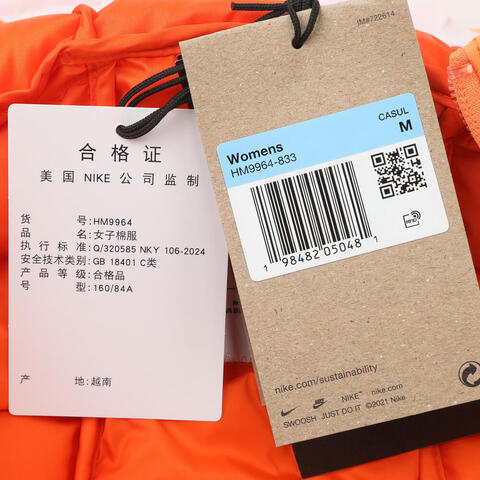 合格证
美国 NIKE 公司监制
货 号:HM9964
品 名:女子棉服
执行标准:Q/320585 NKY 106-2024
安全技术类别:GB 18401 C类
产品等级:合格品
号 型:160/84A
产 地:越南
IM#722614
CASUL
M
Womens
HM9964-833
1 98482 05048
nike.com/sustainability
NIKE
SWOOSH JUST DO IT ©2021 Nike